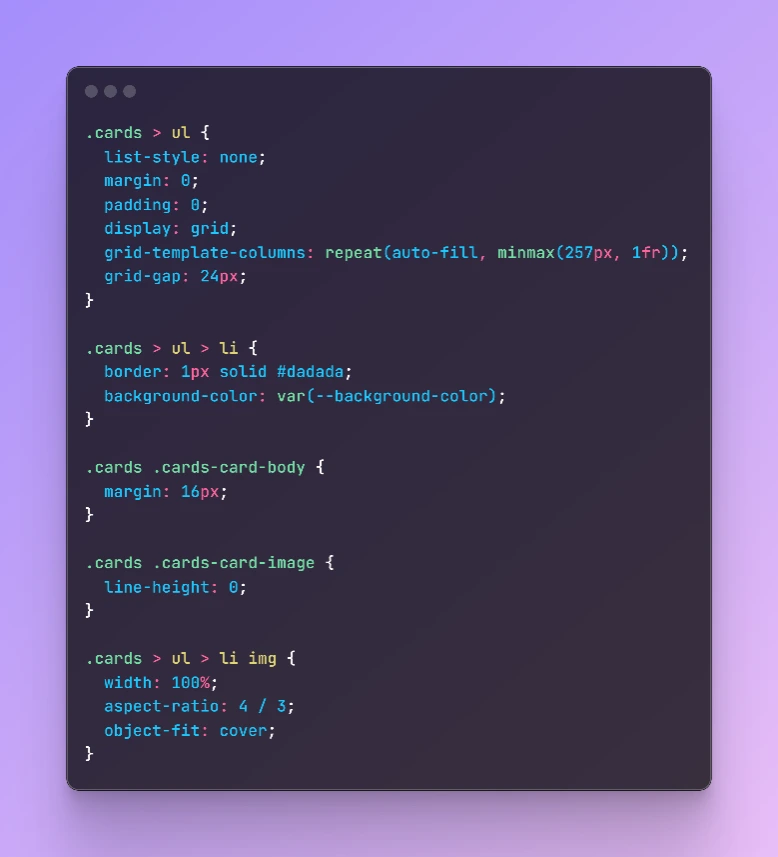 .cards > ul {
  list-style: none;
  margin: 0;
  padding: 0;
  display: grid;
  grid-template-columns: repeat(auto-fill, minmax(257px, 1fr));
  grid-gap: 24px;
}

.cards > ul > li {
  border: 1px solid #dadada;
  background-color: var(--background-color);
}

.cards .cards-card-body {
  margin: 16px;
}

.cards .cards-card-image {
  line-height: 0;
}

.cards > ul > li img {
  width: 100%;
  aspect-ratio: 4 / 3;
  object-fit: cover;
}